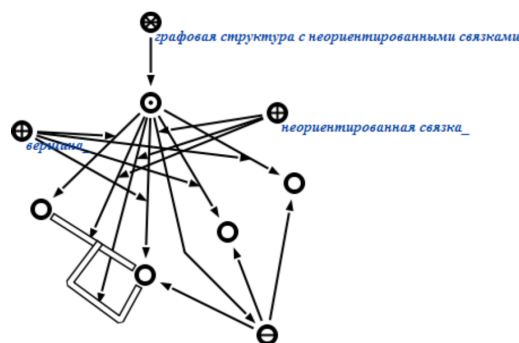 графовая структура с неориентированными связками
неориентированная связка_
вершина_